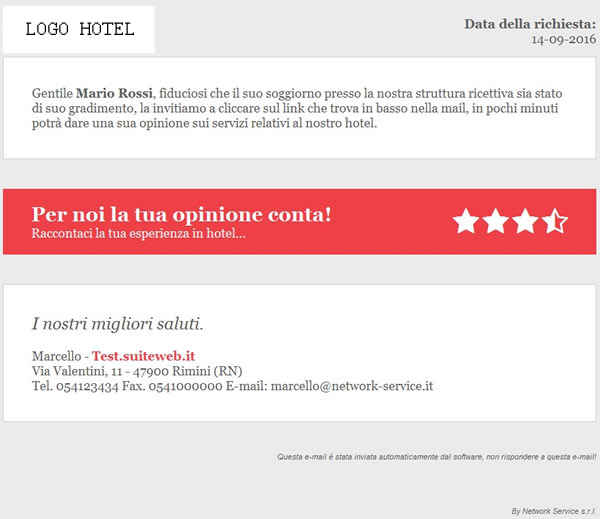 LOGO HOTEL
Data della richiesta:
14-09-2016
Gentile Mario Rossi, fiduciosi che il suo soggiorno presso la nostra struttura ricettiva sia stato
di suo gradimento, la invitiamo a cliccare sul link che trova in basso nella mail, in pochi minuti
potrà dare una sua opinione sui servizi relativi al nostro hotel.
Per noi la tua opinione conta!
Raccontaci la tua esperienza in hotel...
I nostri migliori saluti.
Marcello - Test.suiteweb.it
Via Valentini, 11 - 47900 Rimini (RN)
Tel. 054123434 Fax. 0541000000 E-mail: marcello@network-service.it
Questa e-mail è stata inviata automaticamente dal software, non rispondere a questa e-mail!
By Network Service s.r.l.